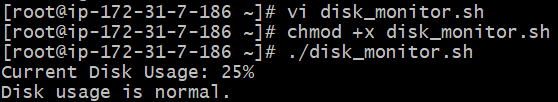 [root@ip-172-31-7-186 ~]# vi disk_monitor.sh
[root@ip-172-31-7-186 ~]# chmod +x disk_monitor.sh
[root@ip-172-31-7-186 ~]# ./disk_monitor.sh
Current Disk Usage: 25%
Disk usage is normal.